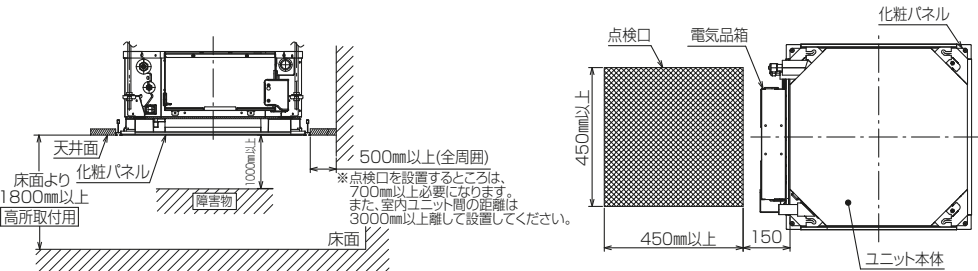 天井面
化粧パネル
床面より
1800㎜以上
高所取付用
1000㎜以上
障害物
床面
500㎜以上(全周囲)
※点検口を設置するところは、
700㎜以上必要になります。
また、室内ユニット間の距離は
3000㎜以上離して設置してください。
点検口
電気品箱
化粧パネル
450㎜以上
450㎜以上
150
ユニット本体